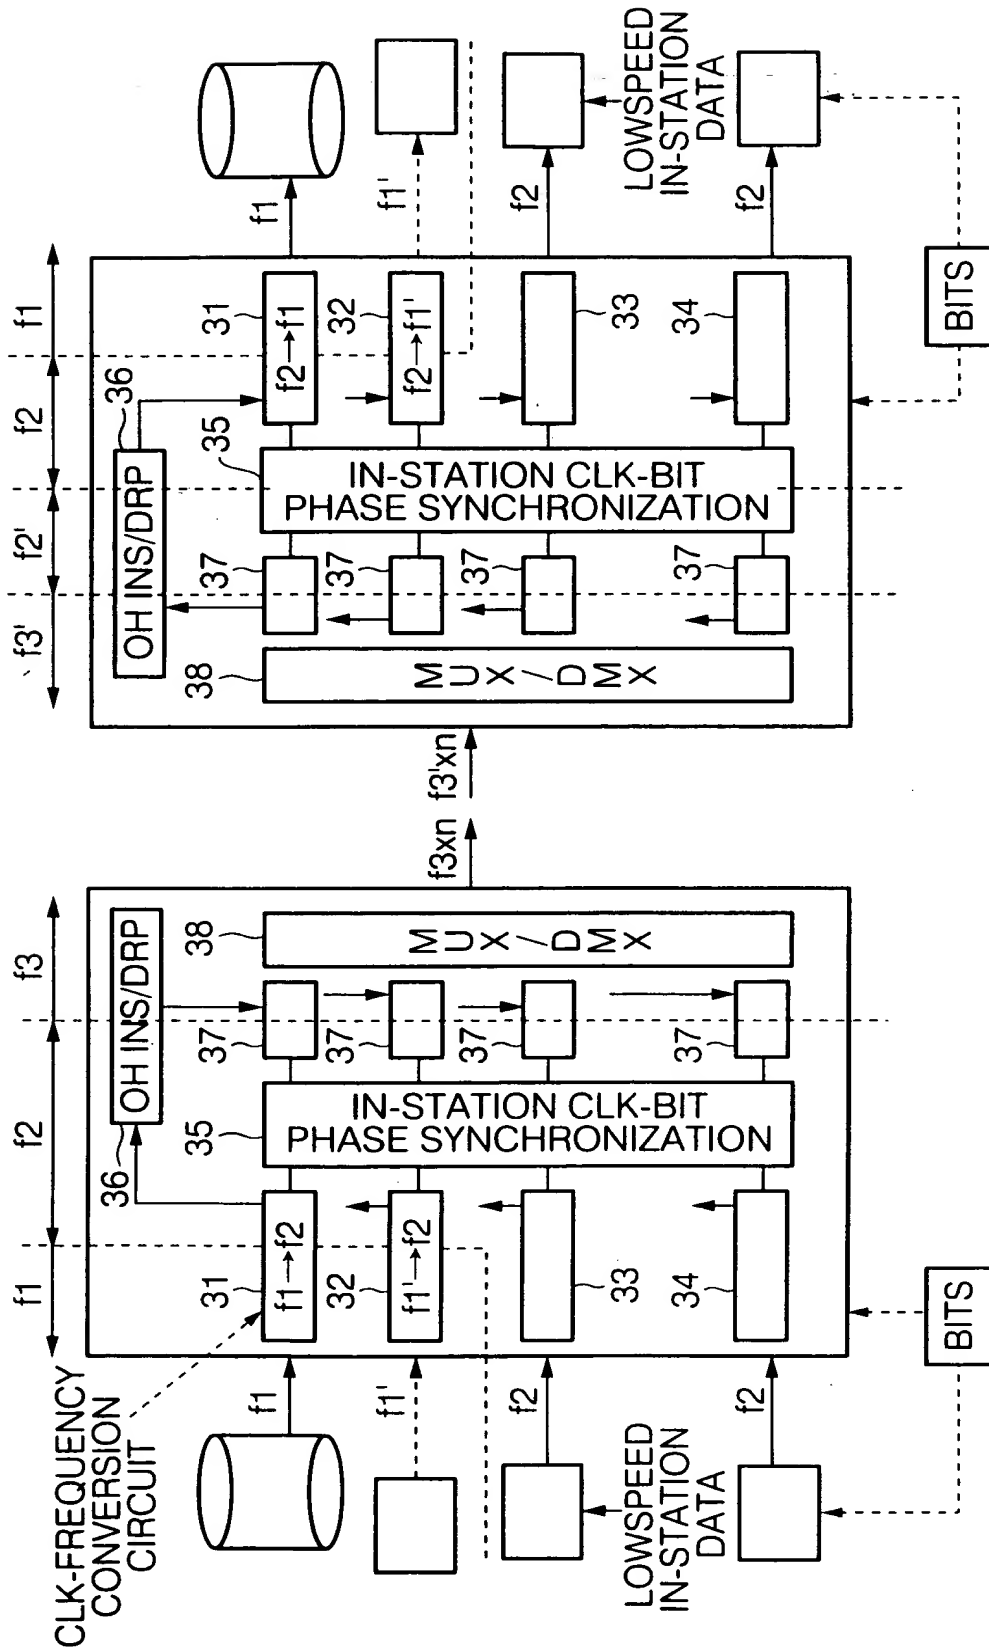 CLK-FREQUENCY
CONVERSION
CIRCUIT
f1
f2
f3
36
OH INS/DRP
f1
31
f1→f2
35
37
38
f1'
32
f1'→f2
IN-STATION CLK-BIT
PHASE SYNCHRONIZATION
37
MUX/DMX
f3xn
f2
33
37
LOWSPEED
IN-STATION
DATA
f2
34
37
BITS
f3'
f2'
f2
f1
OH INS/DRP
36
38
37
35
31
f2→f1
f1
f3'xn
MUX/DMX
37
IN-STATION CLK-BIT
PHASE SYNCHRONIZATION
32
f2→f1'
f1'
37
33
f2
LOWSPEED
IN-STATION
DATA
37
34
f2
BITS